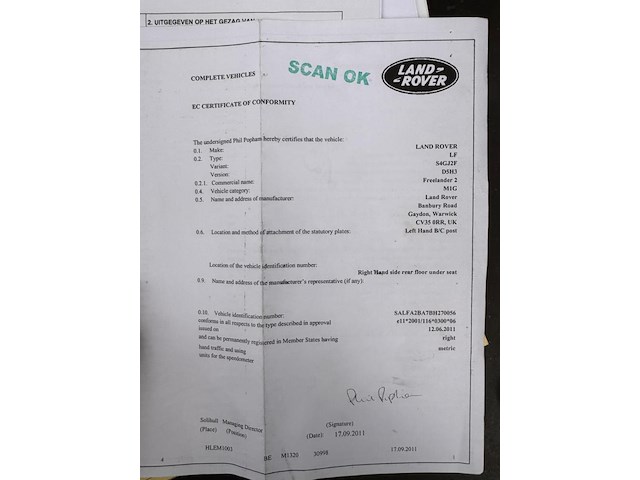 2. UITGEGEVEN OP HET GEZAG VAN
SCAN OK
LAND-
-ROVER
COMPLETE VEHICLES
EC CERTIFICATE OF CONFORMITY
The undersigned Phil Popham hereby certifies that the vehicle:
0.1. Make: LAND ROVER
0.2. Type: LF
Variant: S4GJ2F
Version: D5H3
0.2.1. Commercial name: Freelander 2
0.4. Vehicle category: M1G
0.5. Name and address of manufacturer: Land Rover
Banbury Road
Gaydon, Warwick
CV35 0RR, UK
0.6. Location and method of attachment of the statutory plates: Left Hand B/C post
Location of the vehicle identification number:
Right Hand side rear floor under seat
0.9. Name and address of the manufacturer's representative (if any):
0.10. Vehicle identification number: SALFA2BA7BH270056
conforms in all respects to the type described in approval e11*2001/116*0300*06
issued on 12.06.2011
and can be permanently registered in Member States having right
hand traffic and using metric
units for the speedometer
Phil Popham
Solihull Managing Director (Signature)
(Place) (Position) (Date): 17.09.2011
HLEM1001 BE M1320 30998 17.09.2011
4 1